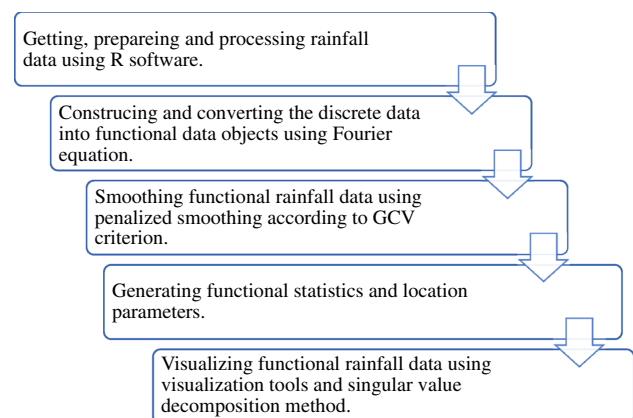 Getting, prepareing and processing rainfall
data using R software.
Construcing and converting the discrete data
into functional data objects using Fourier
equation.
Smoothing functional rainfall data using
penalized smoothing according to GCV
criterion.
Generating functional statistics and location
parameters.
Visualizing functional rainfall data using
visualization tools and singular value
decomposition method.